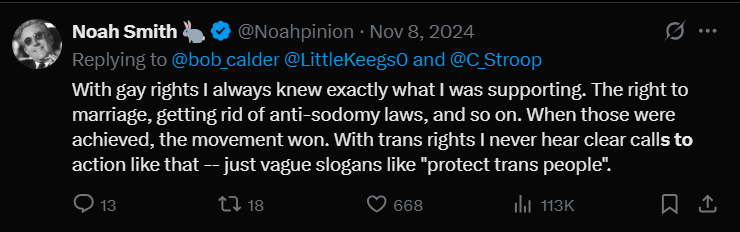 Noah Smith 🐇 @Noahpinion · Nov 8, 2024
Replying to @bob_calder @LittleKeegs0 and @C_Stroop
With gay rights I always knew exactly what I was supporting. The right to
marriage, getting rid of anti-sodomy laws, and so on. When those were
achieved, the movement won. With trans rights I never hear clear calls to
action like that -- just vague slogans like "protect trans people".
13 18 668 113K